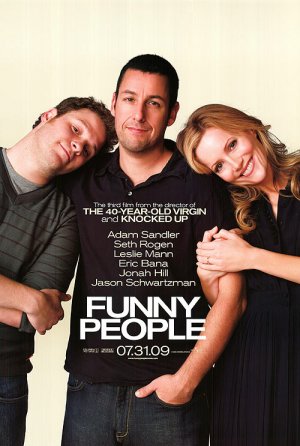 The third film from the director of
THE 40-YEAR-OLD VIRGIN
and KNOCKED UP
Adam Sandler
Seth Rogen
Leslie Mann
Eric Bana
Jonah Hill
Jason Schwartzman
FUNNY
PEOPLE
07.31.09